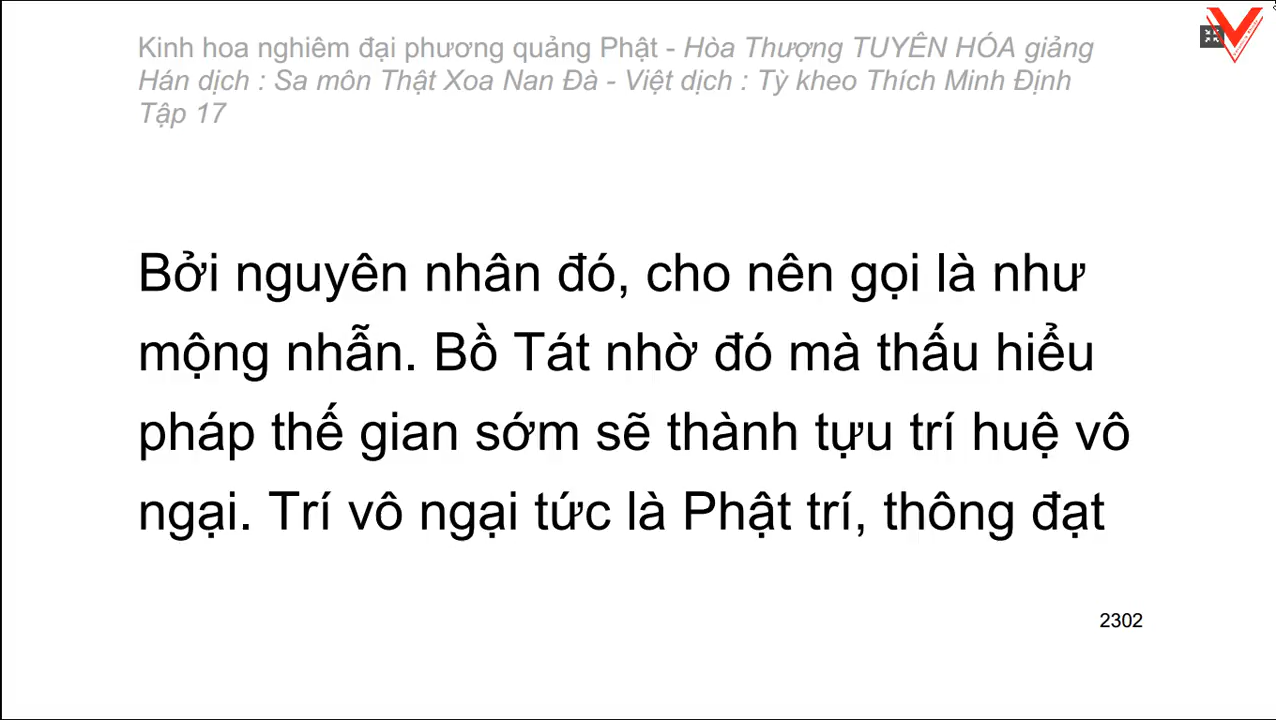 Kinh hoa nghiêm đại phương quảng Phật - Hòa Thượng TUYÊN HÓA giảng
Hán dịch : Sa môn Thật Xoa Nan Đà - Việt dịch : Tỳ kheo Thích Minh Định
Tập 17
Bởi nguyên nhân đó, cho nên gọi là như
mộng nhẫn. Bồ Tát nhờ đó mà thấu hiểu
pháp thế gian sớm sẽ thành tựu trí huệ vô
ngại. Trí vô ngại tức là Phật trí, thông đạt
2302